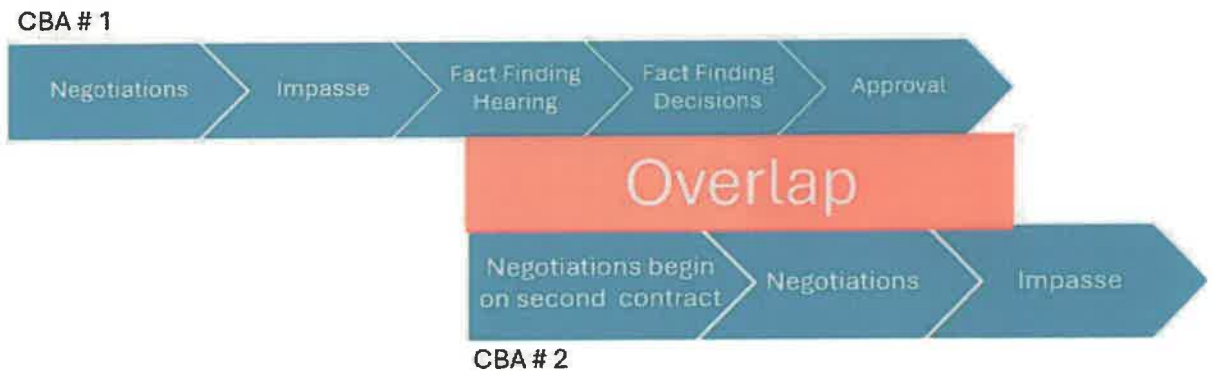 CBA # 1
Negotiations
Impasse
Fact Finding
Hearing
Fact Finding
Decisions
Approval
Overlap
Negotiations begin
on second contract
Negotiations
Impasse
CBA # 2